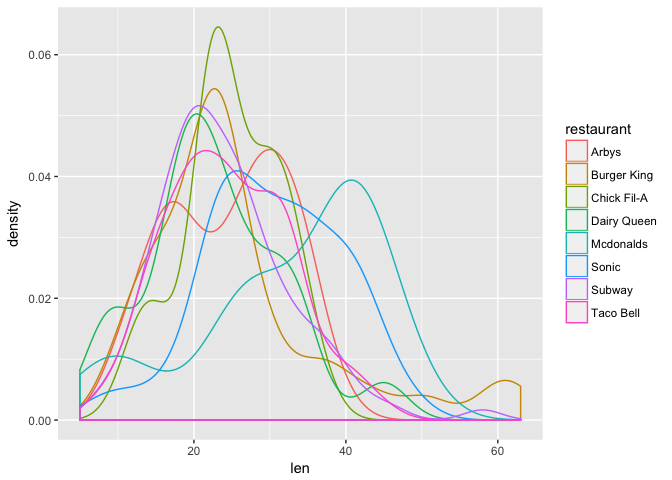 0.06
0.04
0.02
0.00
density
20
40
60
len
restaurant
Arbys
Burger King
Chick Fil-A
Dairy Queen
Mcdonalds
Sonic
Subway
Taco Bell